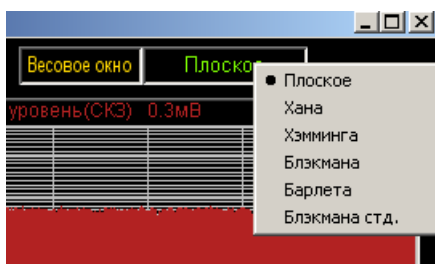 Весовое окно Плоское
уровень(СКЗ) 0.3мВ
Плоское
Хана
Хэмминга
Блэкмана
Барлета
Блэкмана стд.